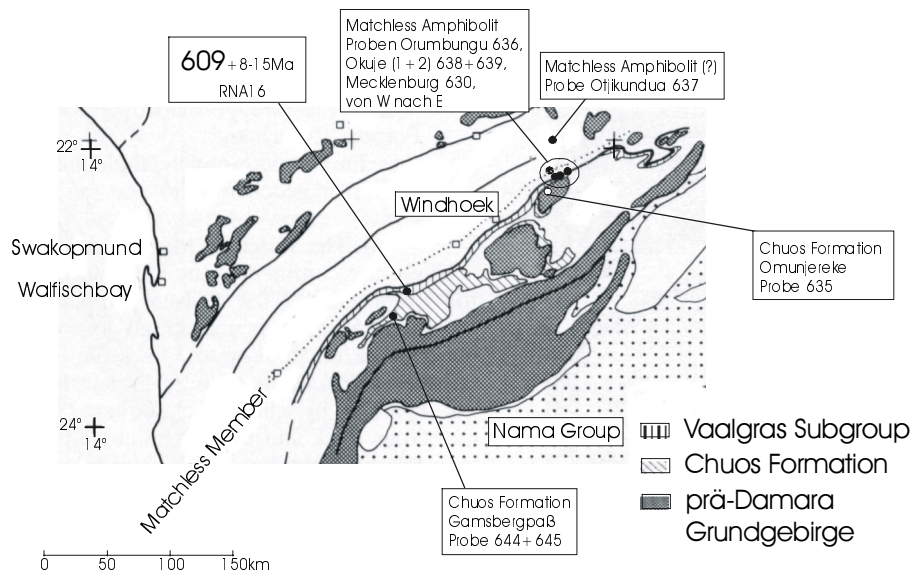 609 +8-15Ma
RNA16
Matchless Amphibolit
Proben Orumbungu 636,
Okuje (1+2) 638+639,
Mecklenburg 630,
von W nach E
Matchless Amphibolit (?)
Probe Otjikundua 637
22°
14°
Windhoek
Swakopmund
Walfischbay
Chuos Formation
Omunjereke
Probe 635
24°
14°
Matchless Member
Nama Group
Vaalgras Subgroup
Chuos Formation
prä-Damara
Grundgebirge
Chuos Formation
Gamsbergpaß
Probe 644+645
0 50 100 150km